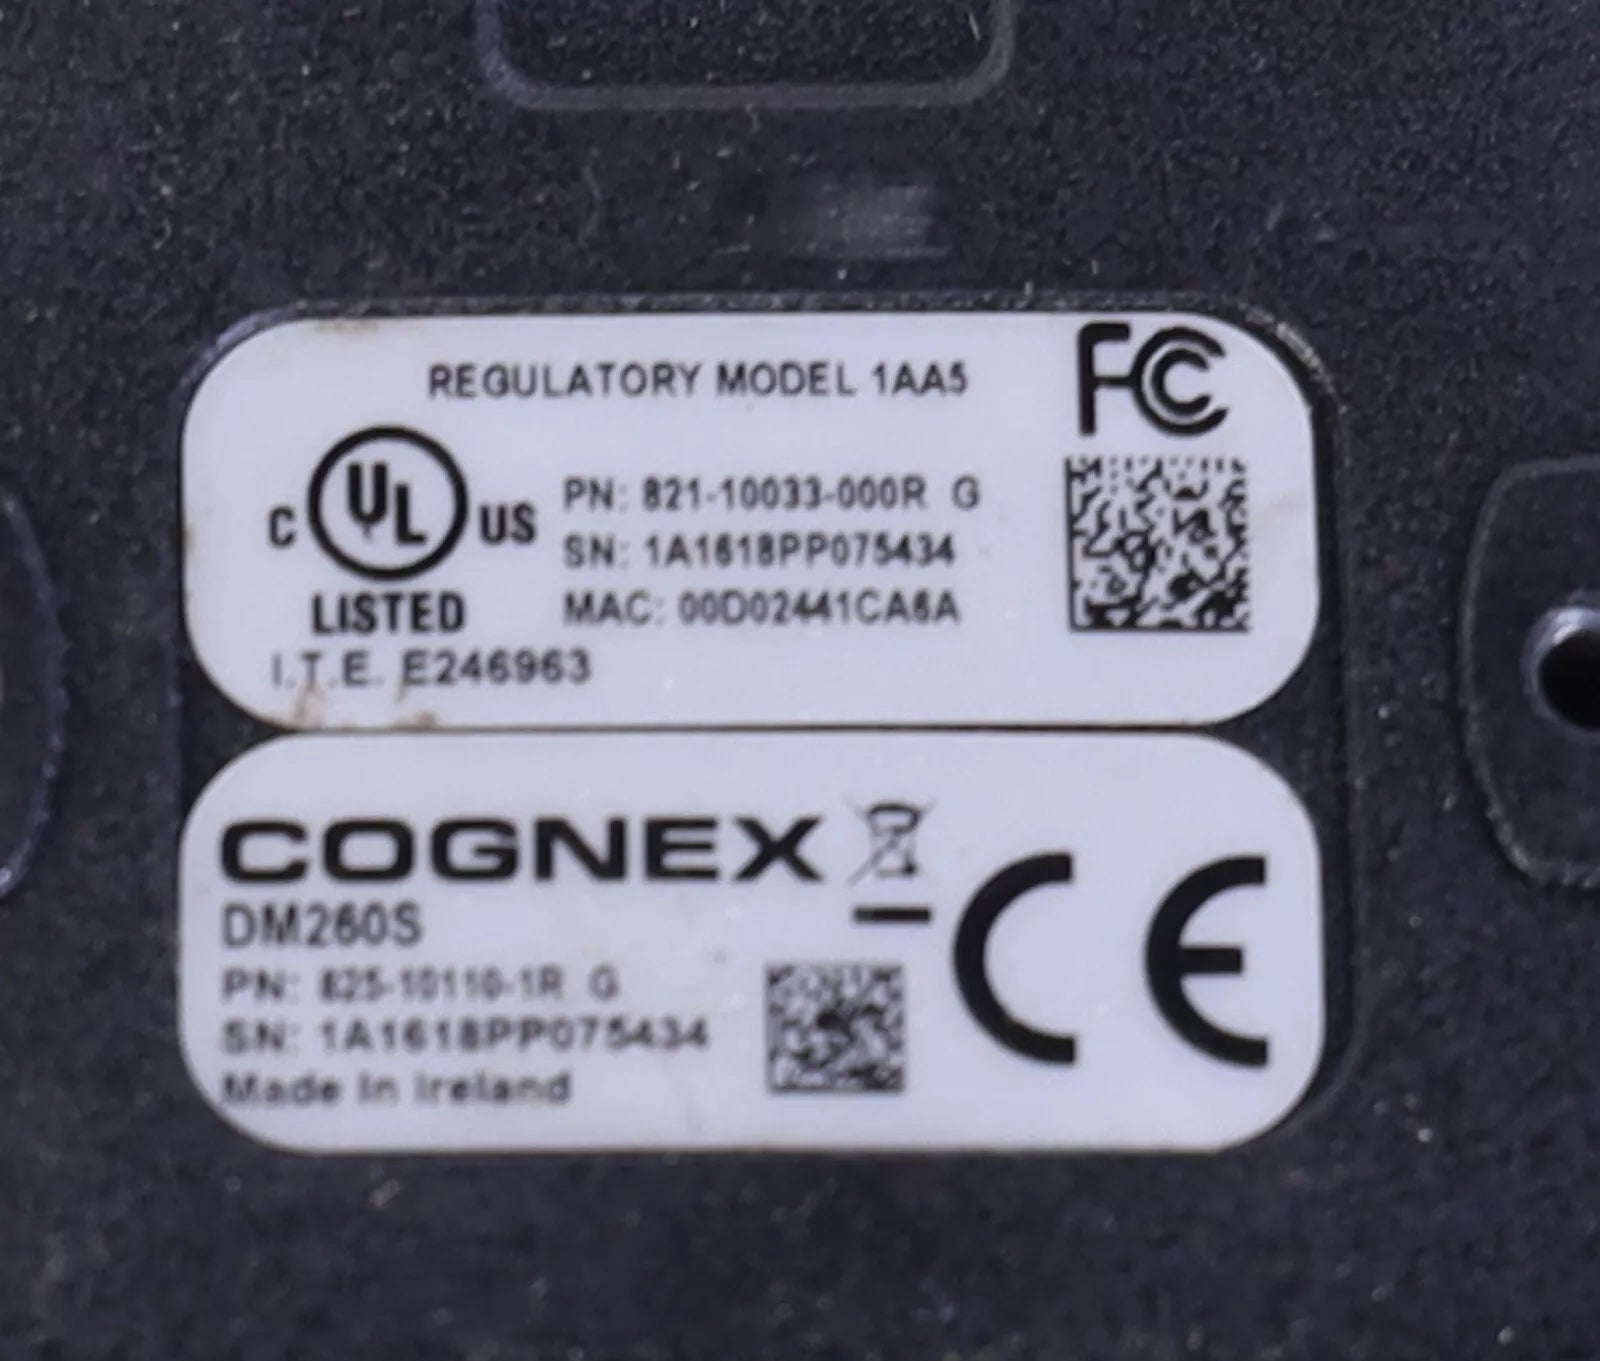 REGULATORY MODEL 1AA5
FC
C UL US
LISTED
PN: 821-10033-000R G
SN: 1A1618PP075434
MAC: 00D02441CA6A
I.T.E. E246963
COGNEX
DM260S
PN: 825-10110-1R G
SN: 1A1618PP075434
Made in Ireland
CE